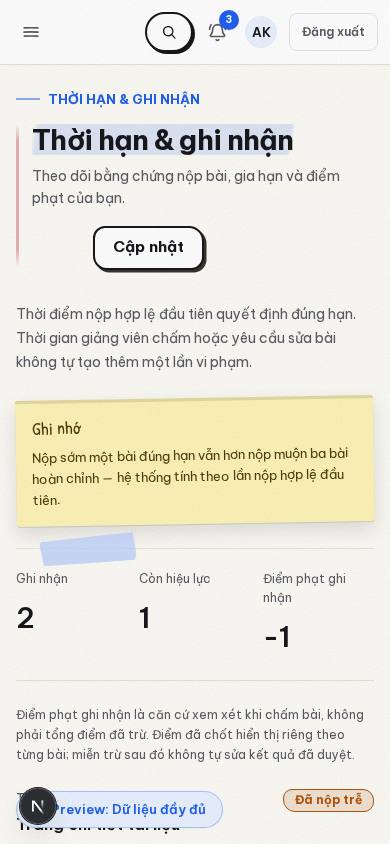 3
AK
Đăng xuất
THỜI HẠN & GHI NHẬN
Thời hạn & ghi nhận
Theo dõi bằng chứng nộp bài, gia hạn và điểm
phạt của bạn.
Cập nhật
Thời điểm nộp hợp lệ đầu tiên quyết định đúng hạn.
Thời gian giảng viên chấm hoặc yêu cầu sửa bài
không tự tạo thêm một lần vi phạm.
Ghi nhớ
Nộp sớm một bài đúng hạn vẫn hơn nộp muộn ba bài
hoàn chỉnh — hệ thống tính theo lần nộp hợp lệ đầu
tiên.
Ghi nhận
Còn hiệu lực
Điểm phạt ghi
nhận
2
1
-1
Điểm phạt ghi nhận là căn cứ xem xét khi chấm bài, không
phải tổng điểm đã trừ. Điểm đã chốt hiển thị riêng theo
từng bài; miễn trừ sau đó không tự sửa kết quả đã duyệt.
Đã nộp trễ
N
Preview: Dữ liệu đầy đủ
Trang chi tiết tài liệu